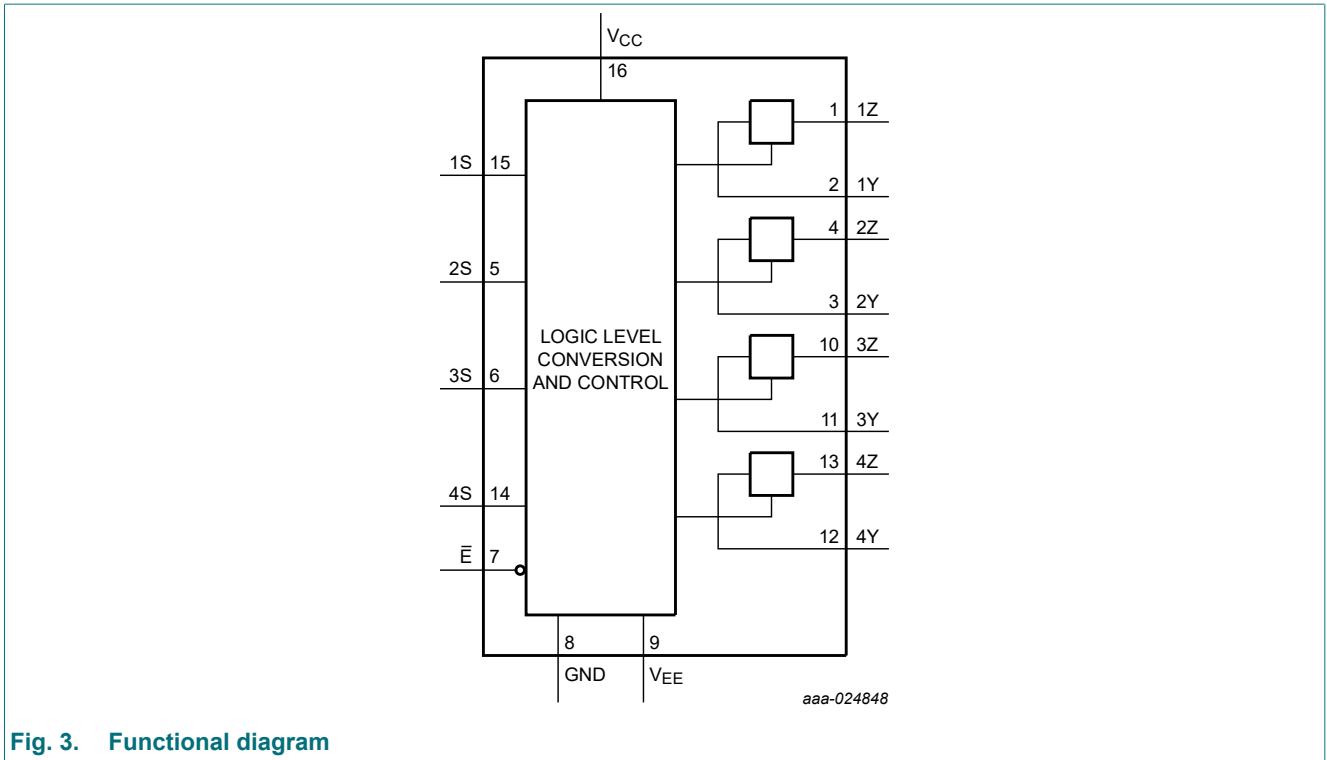 VCC
16
1 1Z
1S 15
2 1Y
4 2Z
2S 5
3 2Y
LOGIC LEVEL
CONVERSION
AND CONTROL
10 3Z
3S 6
11 3Y
13 4Z
4S 14
12 4Y
E̅ 7
8 9
GND VEE
aaa-024848
Fig. 3. Functional diagram